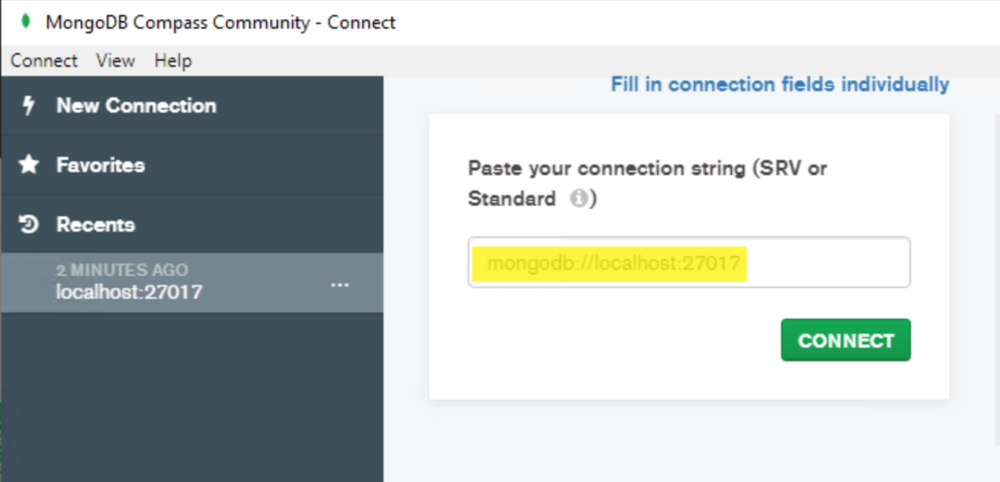 MongoDB Compass Community - Connect
Connect View Help
New Connection
Favorites
Recents
2 MINUTES AGO
localhost:27017
...
Fill in connection fields individually
Paste your connection string (SRV or
Standard i)
mongodb://localhost:27017
CONNECT